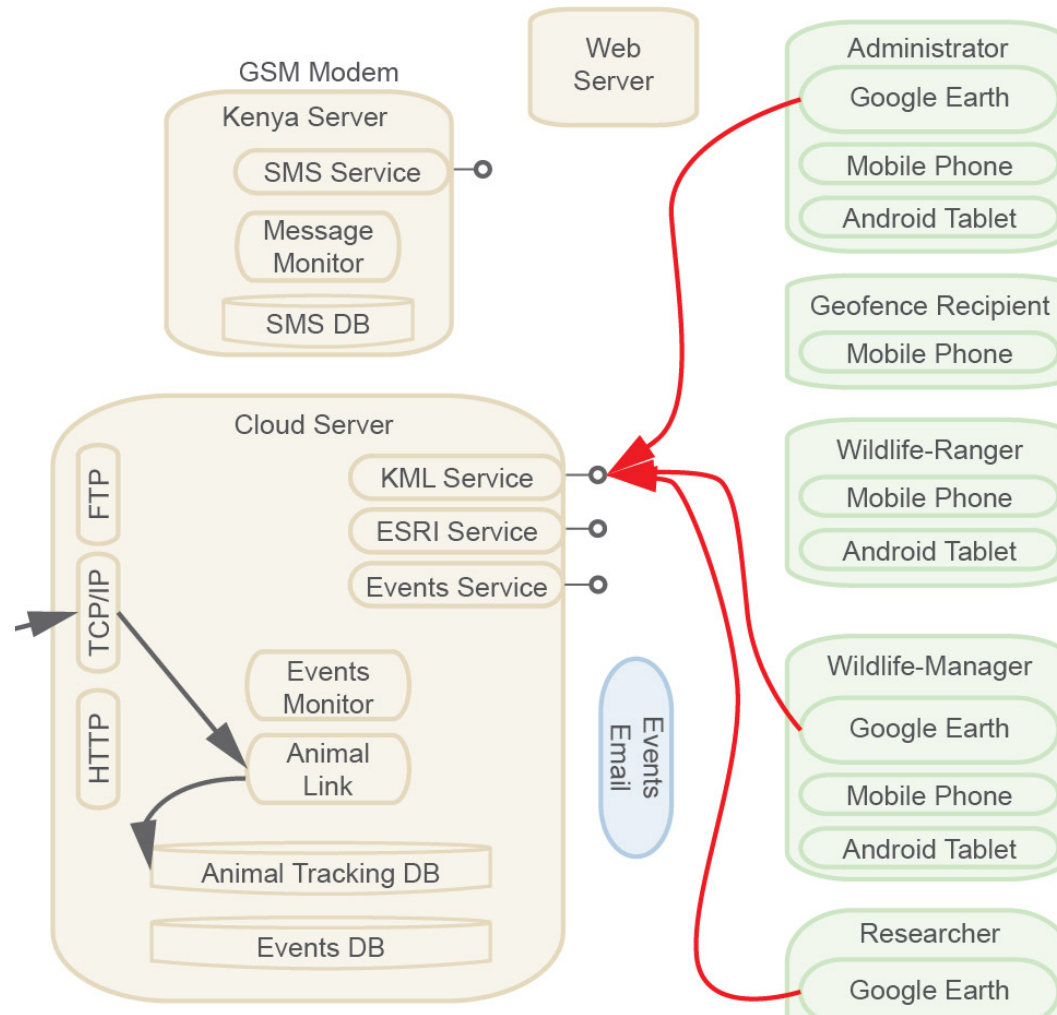 Web
Server
GSM Modem
Kenya Server
SMS Service
Message
Monitor
SMS DB
Cloud Server
FTP
TCP/IP
HTTP
KML Service
ESRI Service
Events Service
Events
Monitor
Animal
Link
Animal Tracking DB
Events DB
Events
Email
Administrator
Google Earth
Mobile Phone
Android Tablet
Geofence Recipient
Mobile Phone
Wildlife-Ranger
Mobile Phone
Android Tablet
Wildlife-Manager
Google Earth
Mobile Phone
Android Tablet
Researcher
Google Earth